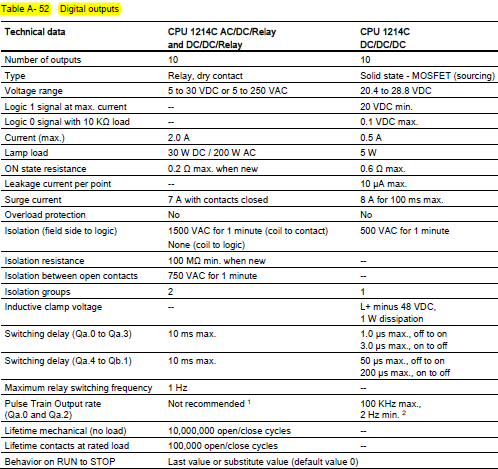 Table A- 52 Digital outputs
Technical data CPU 1214C AC/DC/Relay and DC/DC/Relay CPU 1214C DC/DC/DC
Number of outputs 10 10
Type Relay, dry contact Solid state - MOSFET (sourcing)
Voltage range 5 to 30 VDC or 5 to 250 VAC 20.4 to 28.8 VDC
Logic 1 signal at max. current -- 20 VDC min.
Logic 0 signal with 10 KΩ load -- 0.1 VDC max.
Current (max.) 2.0 A 0.5 A
Lamp load 30 W DC / 200 W AC 5 W
ON state resistance 0.2 Ω max. when new 0.6 Ω max.
Leakage current per point -- 10 µA max.
Surge current 7 A with contacts closed 8 A for 100 ms max.
Overload protection No No
Isolation (field side to logic) 1500 VAC for 1 minute (coil to contact) 500 VAC for 1 minute
None (coil to logic)
Isolation resistance 100 MΩ min. when new --
Isolation between open contacts 750 VAC for 1 minute --
Isolation groups 2 1
Inductive clamp voltage -- L+ minus 48 VDC,
1 W dissipation
Switching delay (Qa.0 to Qa.3) 10 ms max. 1.0 µs max., off to on
3.0 µs max., on to off
Switching delay (Qa.4 to Qb.1) 10 ms max. 50 µs max., off to on
200 µs max., on to off
Maximum relay switching frequency 1 Hz --
Pulse Train Output rate Not recommended 1 100 KHz max.,
(Qa.0 and Qa.2) 2 Hz min. 2
Lifetime mechanical (no load) 10,000,000 open/close cycles --
Lifetime contacts at rated load 100,000 open/close cycles --
Behavior on RUN to STOP Last value or substitute value (default value 0)